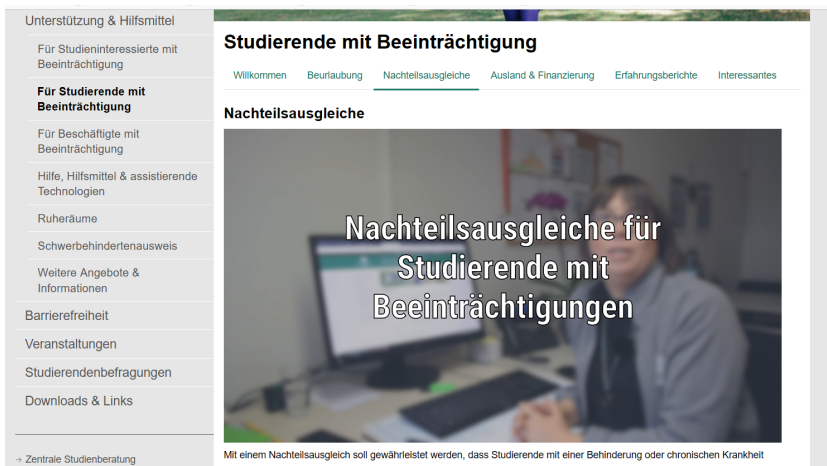 Unterstützung & Hilfsmittel
Für Studieninteressierte mit
Beeinträchtigung
Für Studierende mit
Beeinträchtigung
Für Beschäftigte mit
Beeinträchtigung
Hilfe, Hilfsmittel & assistierende
Technologien
Ruheräume
Schwerbehindertenausweis
Weitere Angebote &
Informationen
Barrierefreiheit
Veranstaltungen
Studierendenbefragungen
Downloads & Links
→ Zentrale Studienberatung
Studierende mit Beeinträchtigung
Willkommen Beurlaubung Nachteilsausgleiche Ausland & Finanzierung Erfahrungsberichte Interessantes
Nachteilsausgleiche
Nachteilsausgleiche für
Studierende mit
Beeinträchtigungen
Mit einem Nachteilsausgleich soll gewährleistet werden, dass Studierende mit einer Behinderung oder chronischen Krankheit